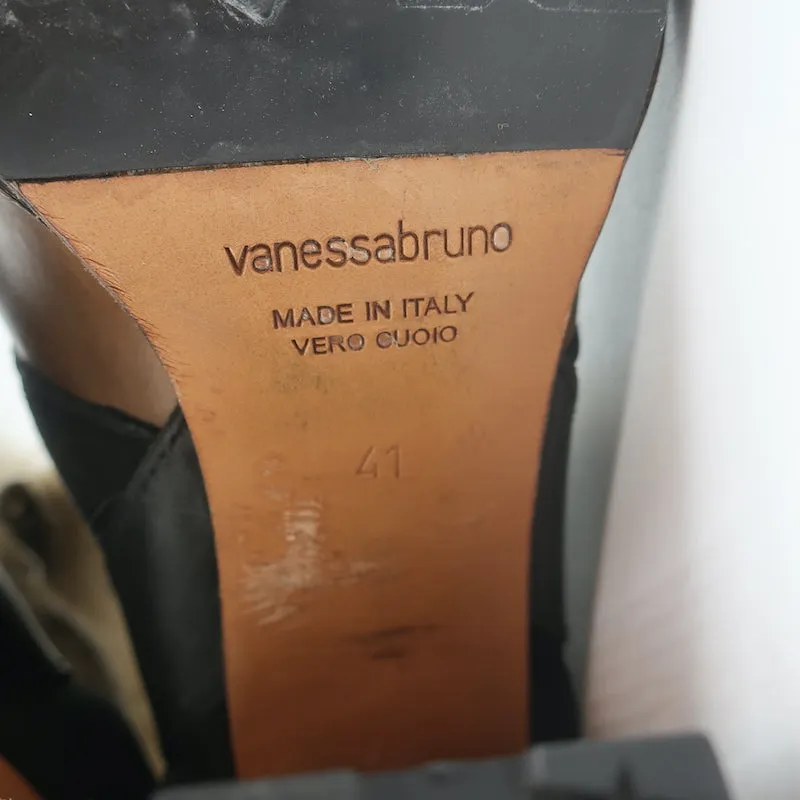 vanessabruno
MADE IN ITALY
VERO CUOIO
41